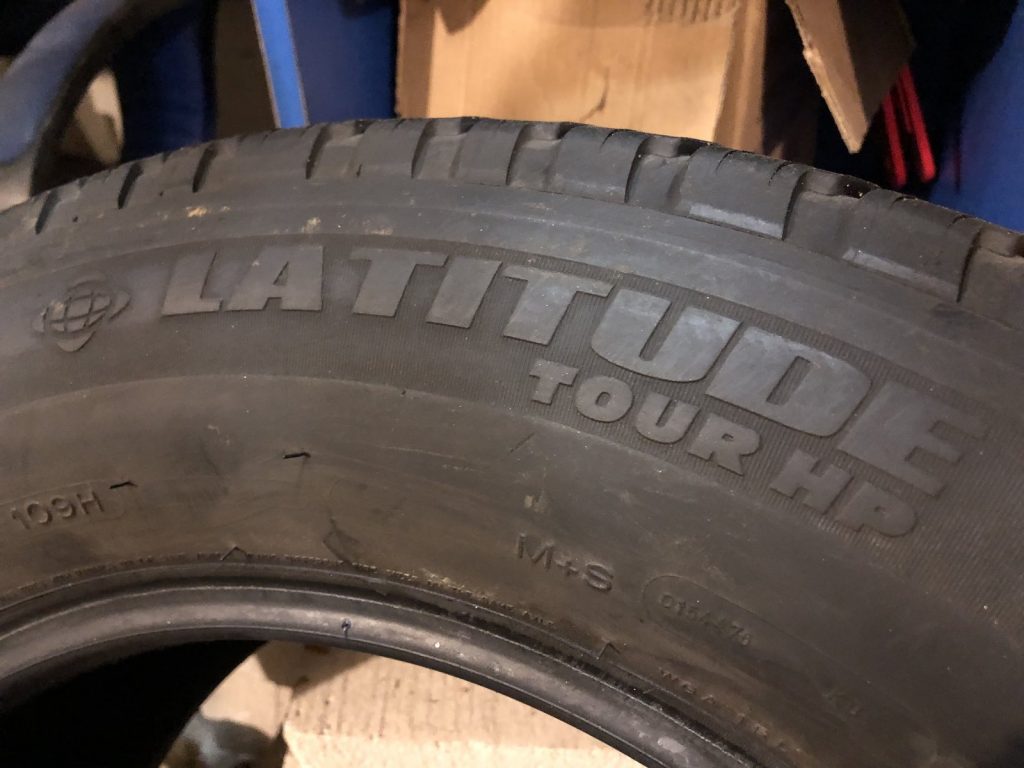 LATITUDE
TOUR HP
109H
M+S